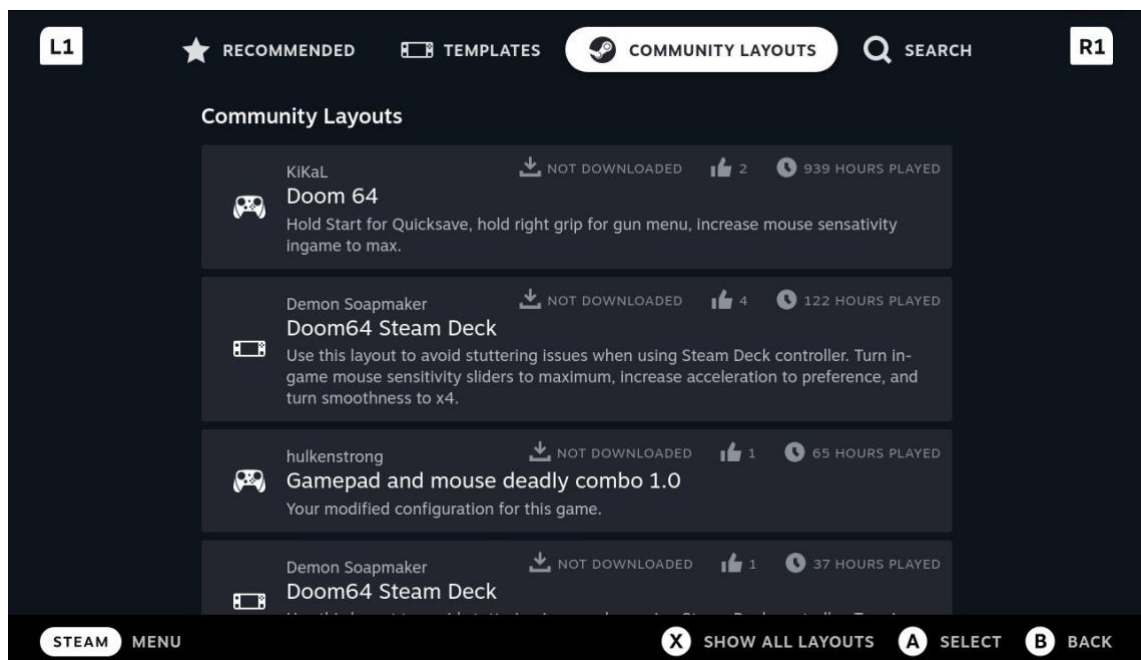 L1
RECOMMENDED
TEMPLATES
COMMUNITY LAYOUTS
SEARCH
R1
Community Layouts
KiKaL
NOT DOWNLOADED
2
939 HOURS PLAYED
Doom 64
Hold Start for Quicksave, hold right grip for gun menu, increase mouse sensativity
ingame to max.
Demon Soapmaker
NOT DOWNLOADED
4
122 HOURS PLAYED
Doom64 Steam Deck
Use this layout to avoid stuttering issues when using Steam Deck controller. Turn in-
game mouse sensitivity sliders to maximum, increase acceleration to preference, and
turn smoothness to x4.
hulkenstrong
NOT DOWNLOADED
1
65 HOURS PLAYED
Gamepad and mouse deadly combo 1.0
Your modified configuration for this game.
Demon Soapmaker
NOT DOWNLOADED
1
37 HOURS PLAYED
Doom64 Steam Deck
STEAM
MENU
X
SHOW ALL LAYOUTS
A
SELECT
B
BACK